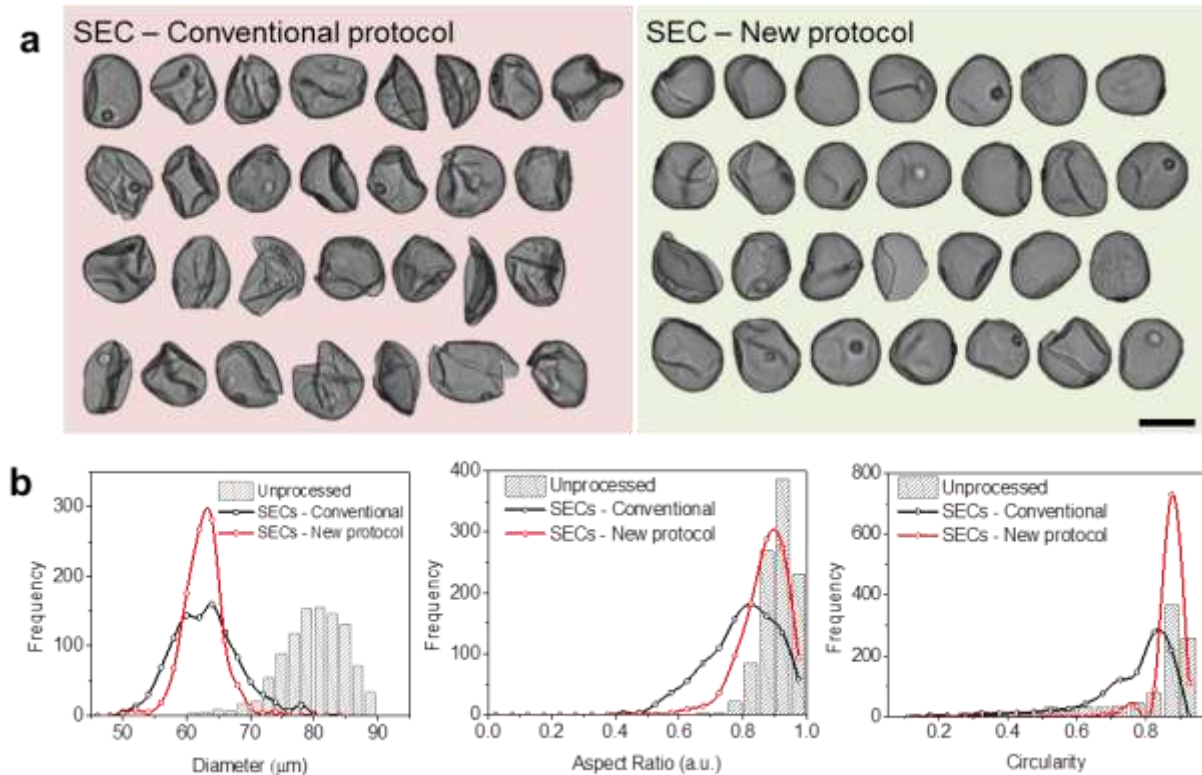 a
SEC – Conventional protocol
SEC – New protocol
b
Unprocessed
SECs - Conventional
SECs - New protocol
Frequency
300
200
100
0
50
60
70
80
90
Diameter (μm)
Unprocessed
SECs - Conventional
SECs - New protocol
Frequency
400
300
200
100
0
0.0
0.2
0.4
0.6
0.8
1.0
Aspect Ratio (a.u.)
Unprocessed
SECs - Conventional
SECs - New protocol
Frequency
800
600
400
200
0
0.2
0.4
0.6
0.8
Circularity